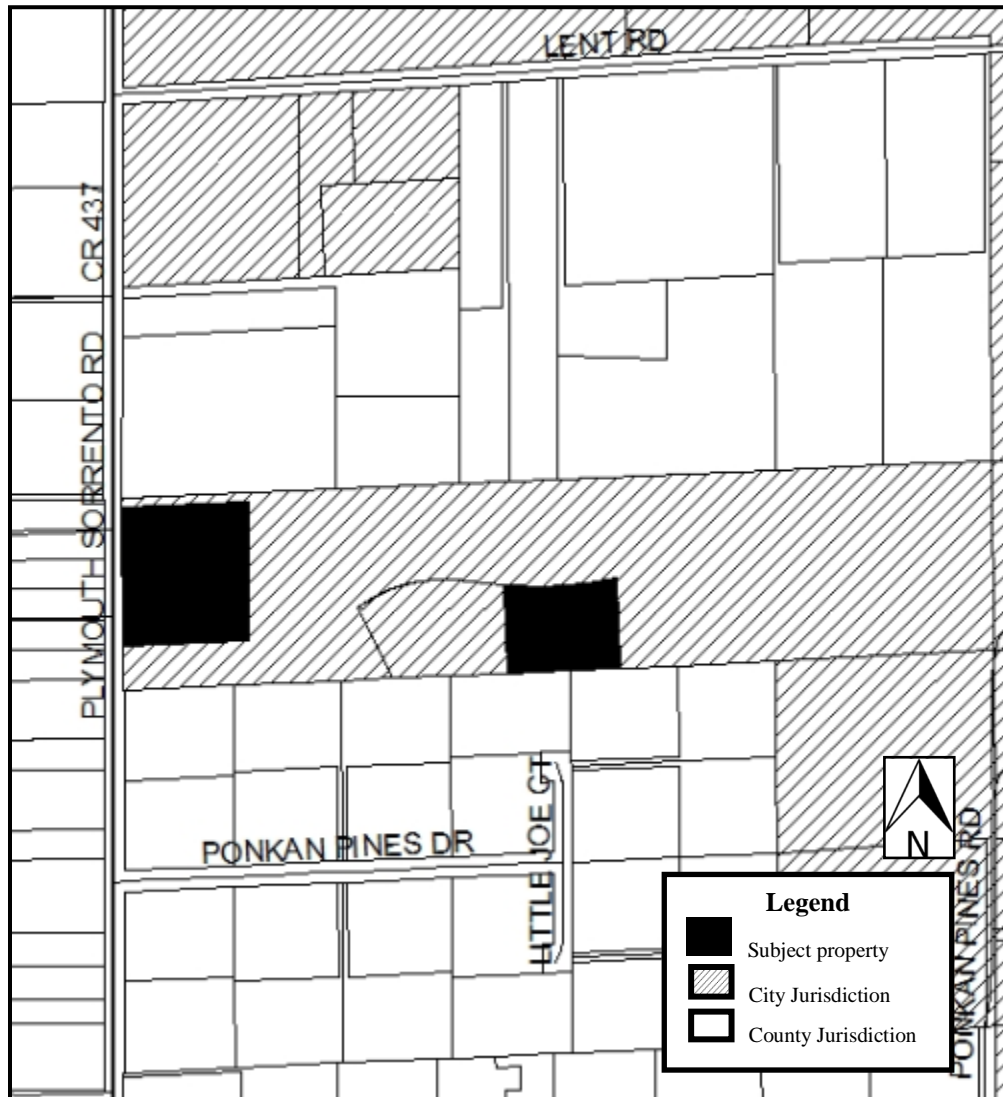 LENT RD
CR 437
PLYMOUTH SORRENTO RD
PONKAN PINES DR
LITTLE JOE CT
PONKAN PINES RD
N
Legend
Subject property
City Jurisdiction
County Jurisdiction